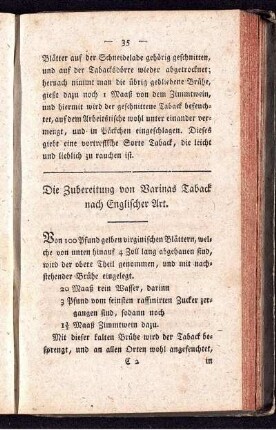 — 35 —
Blätter auf der Schneidelade gehörig geschnitten,
und auf der Tabacksdörre wieder abgetrocknet;
hernach nimmt man die übrig gebliebne Brühe,
gießt dazu noch 1 Maaß von dem Zimmtwein,
und hiermit wird der geschnittene Taback befeuch-
tet, auf dem Arbeitstische wohl unter einander ver-
mengt, und in Päckchen eingeschlagen. Dieses
giebt eine vortreffliche Sorte Taback, die leicht
und lieblich zu rauchen ist.
Die Zubereitung von Varinas Taback
nach Englischer Art.
Von 100 Pfund gelben virginischen Blättern, wel-
che von unten hinauf 4 Zoll lang abgehauen sind,
wird der obere Theil genommen, und mit nach-
stehender Brühe eingelegt.
20 Maaß rein Wasser, darinn
3 Pfund vom feinsten raffinirten Zucker zer-
gangen sind, sodann noch
1½ Maaß Zimmtwein dazu.
Mit dieser kalten Brühe wird der Taback be-
sprengt, und an allen Orten wohl angefeuchtet,
C 2 in